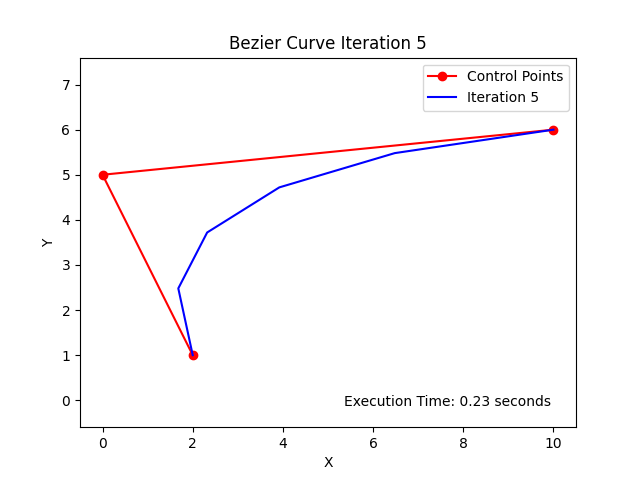 Bezier Curve Iteration 5
Control Points
Iteration 5
7
6
5
4
3
2
1
0
Y
Execution Time: 0.23 seconds
0
2
4
6
8
10
X